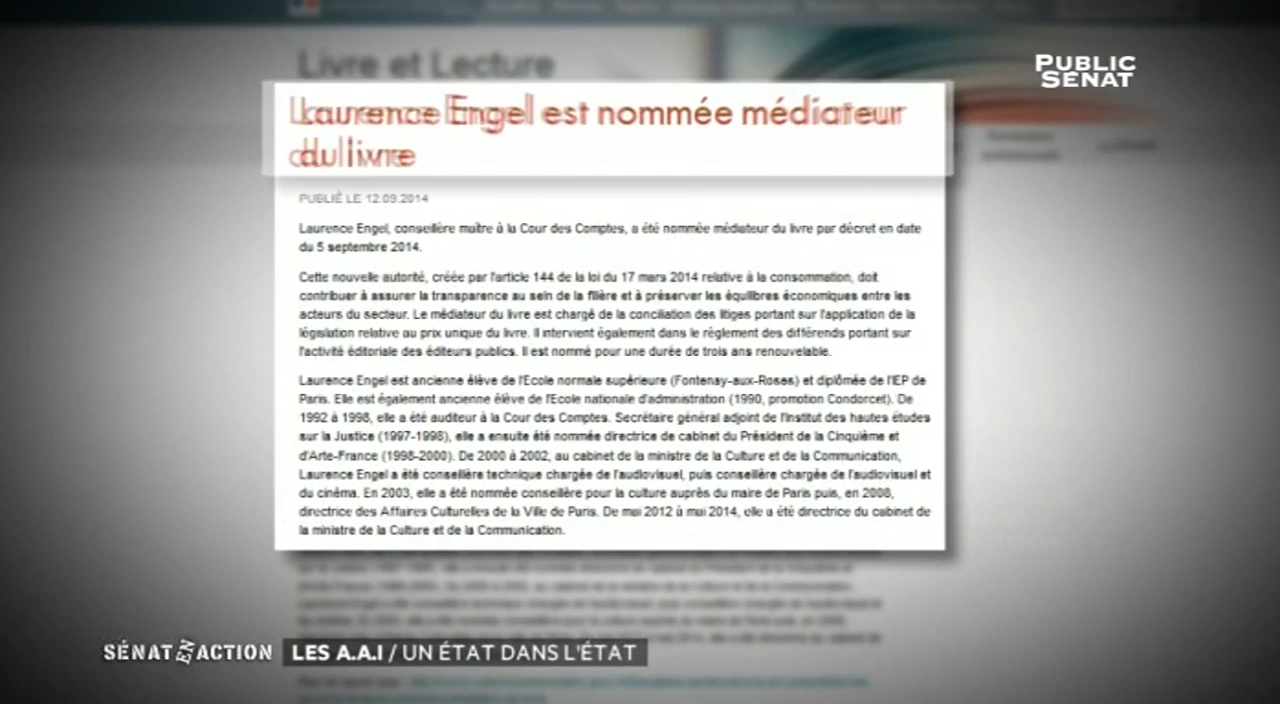 Livre et Lecture
PUBLIC
SÉNAT
Laurence Engel est nommée médiateur
du livre
PUBLIÉ LE 12.09.2014
Laurence Engel, conseillère maître à la Cour des Comptes, a été nommée médiateur du livre par décret en date
du 5 septembre 2014.
Cette nouvelle autorité, créée par l'article 144 de la loi du 17 mars 2014 relative à la consommation, doit
contribuer à assurer la transparence au sein de la filière et à préserver les équilibres économiques entre les
acteurs du secteur. Le médiateur du livre est chargé de la conciliation des litiges portant sur l'application de la
législation relative au prix unique du livre. Il intervient également dans le règlement des différends portant sur
l'activité éditoriale des éditeurs publics. Il est nommé pour une durée de trois ans renouvelable.
Laurence Engel est ancienne élève de l'Ecole normale supérieure (Fontenay-aux-Roses) et diplômée de l'IEP de
Paris. Elle est également ancienne élève de l'Ecole nationale d'administration (1990, promotion Condorcet). De
1992 à 1998, elle a été auditeur à la Cour des Comptes. Secrétaire général adjoint de l'Institut des hautes études
sur la Justice (1997-1998), elle a ensuite été nommée directrice de cabinet du Président de la Cinquième et
d'Arte-France (1998-2000). De 2000 à 2002, au cabinet de la ministre de la Culture et de la Communication,
Laurence Engel a été conseillère technique chargée de l'audiovisuel, puis conseillère chargée de l'audiovisuel et
du cinéma. En 2003, elle a été nommée conseillère pour la culture auprès du maire de Paris puis, en 2008,
directrice des Affaires Culturelles de la Ville de Paris. De mai 2012 à mai 2014, elle a été directrice du cabinet de
la ministre de la Culture et de la Communication.
SÉNAT EN ACTION LES A.A.I / UN ÉTAT DANS L'ÉTAT